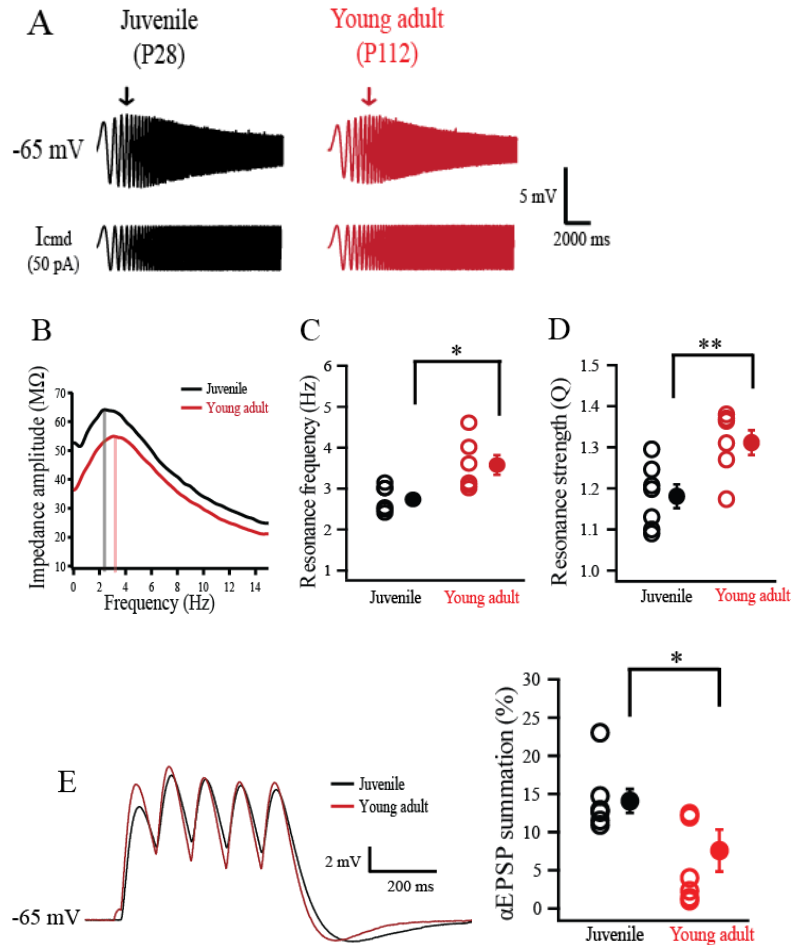 A
Juvenile
(P28)
Young adult
(P112)
-65 mV
5 mV
2000 ms
Icmd
(50 pA)
B
Impedance amplitude (MΩ)
70
60
50
40
30
20
10
0 2 4 6 8 10 12 14
Frequency (Hz)
Juvenile
Young adult
C
Resonance frequency (Hz)
6
5
4
3
2
1
*
Juvenile
Young adult
D
Resonance strength (Q)
1.5
1.4
1.3
1.2
1.1
1.0
**
Juvenile
Young adult
E
Juvenile
Young adult
2 mV
200 ms
-65 mV
αEPSP summation (%)
30
25
20
15
10
5
0
*
Juvenile
Young adult